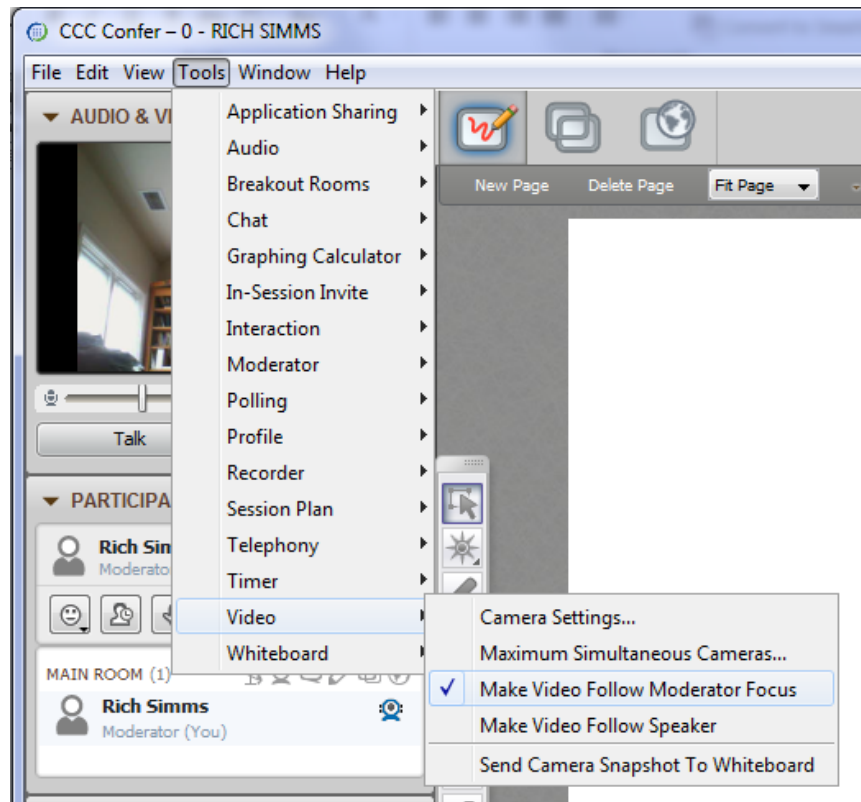 CCC Confer – 0 - RICH SIMMS
File Edit View Tools Window Help
AUDIO & VI
Talk
PARTICIPA
Rich Sim
Moderato
MAIN ROOM (1)
Rich Simms
Moderator (You)
Application Sharing
Audio
Breakout Rooms
Chat
Graphing Calculator
In-Session Invite
Interaction
Moderator
Polling
Profile
Recorder
Session Plan
Telephony
Timer
Video
Whiteboard
New Page Delete Page Fit Page
Camera Settings...
Maximum Simultaneous Cameras...
Make Video Follow Moderator Focus
Make Video Follow Speaker
Send Camera Snapshot To Whiteboard